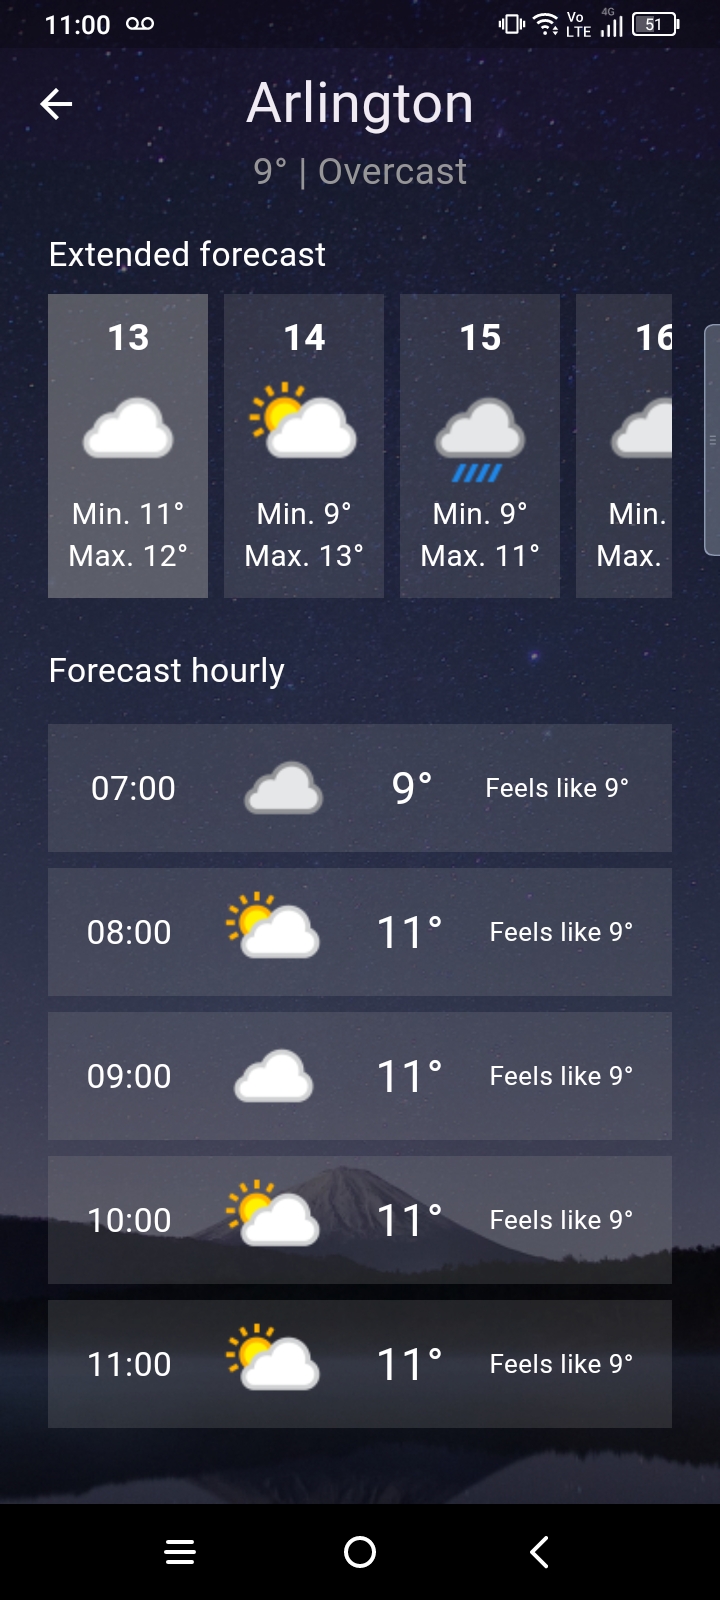 11:00 Vo LTE 4G 51
Arlington
9° | Overcast
Extended forecast
13 14 15 16
Min. 11° Min. 9° Min. 9° Min.
Max. 12° Max. 13° Max. 11° Max.
Forecast hourly
07:00 9° Feels like 9°
08:00 11° Feels like 9°
09:00 11° Feels like 9°
10:00 11° Feels like 9°
11:00 11° Feels like 9°